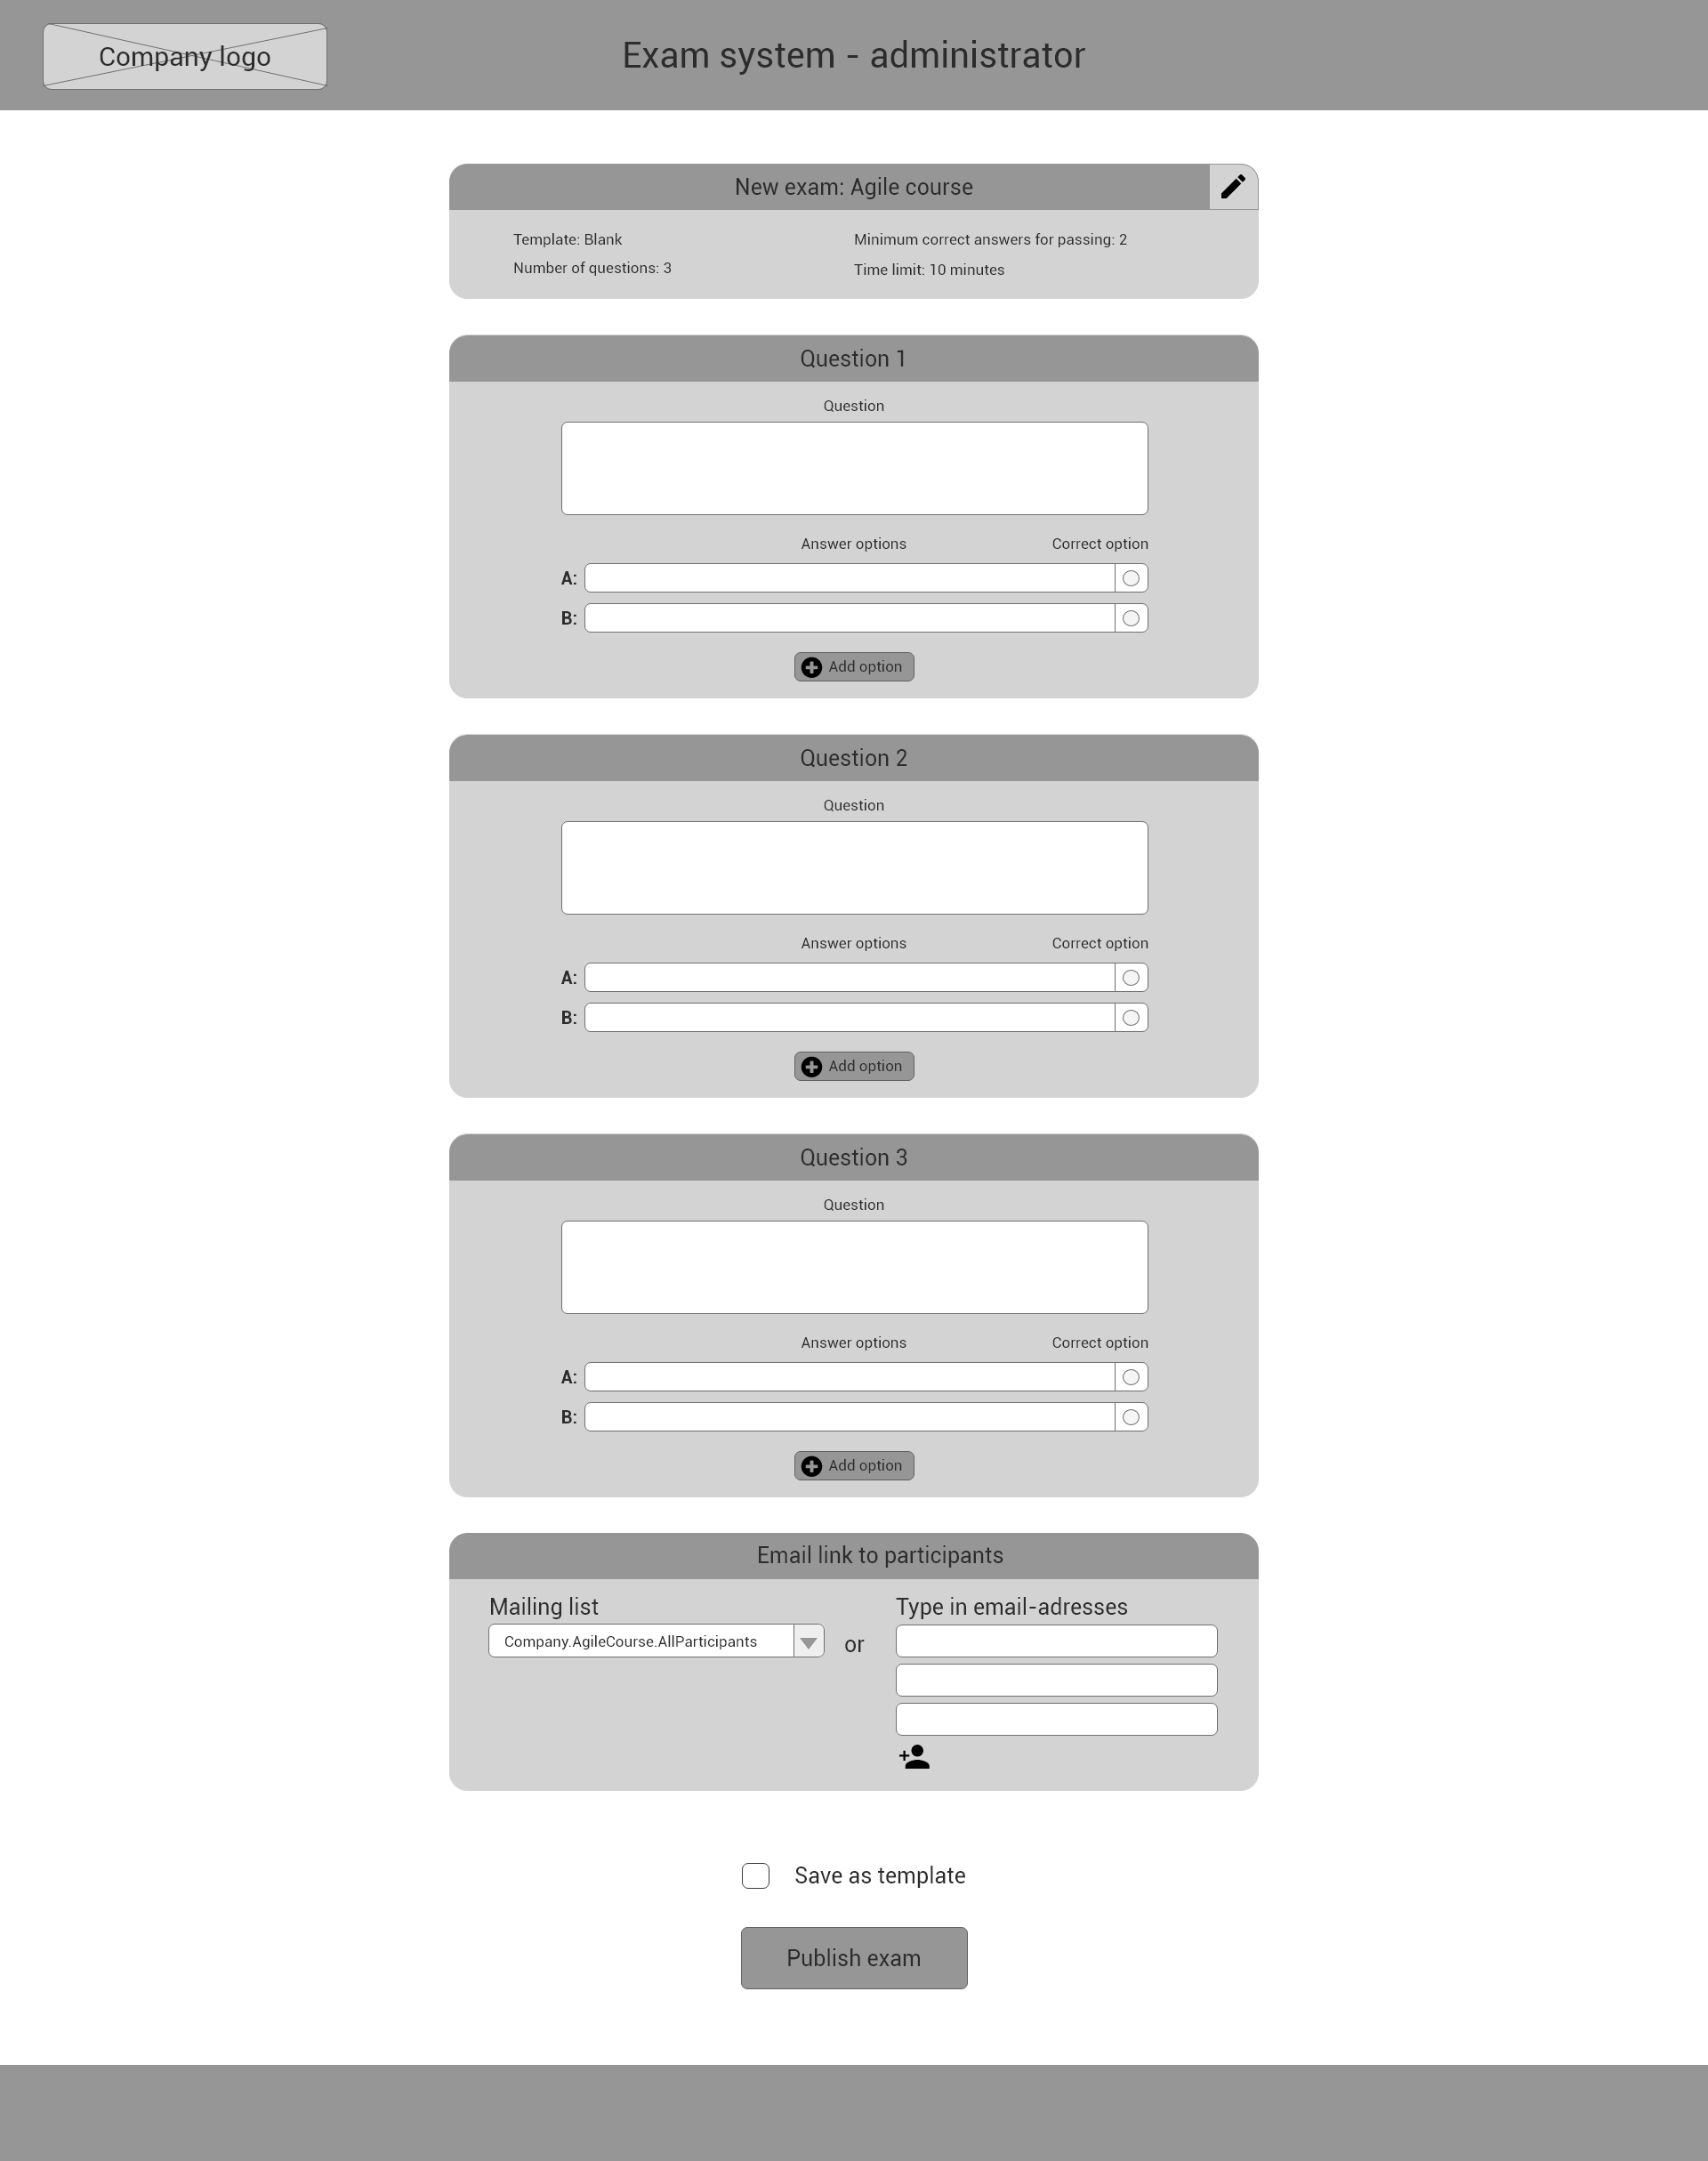 Company logo
Exam system - administrator
New exam: Agile course
Template: Blank
Minimum correct answers for passing: 2
Number of questions: 3
Time limit: 10 minutes
Question 1
Question
Answer options
Correct option
A:
B:
Add option
Question 2
Question
Answer options
Correct option
A:
B:
Add option
Question 3
Question
Answer options
Correct option
A:
B:
Add option
Email link to participants
Mailing list
Type in email-adresses
Company.AgileCourse.AllParticipants
or
Save as template
Publish exam